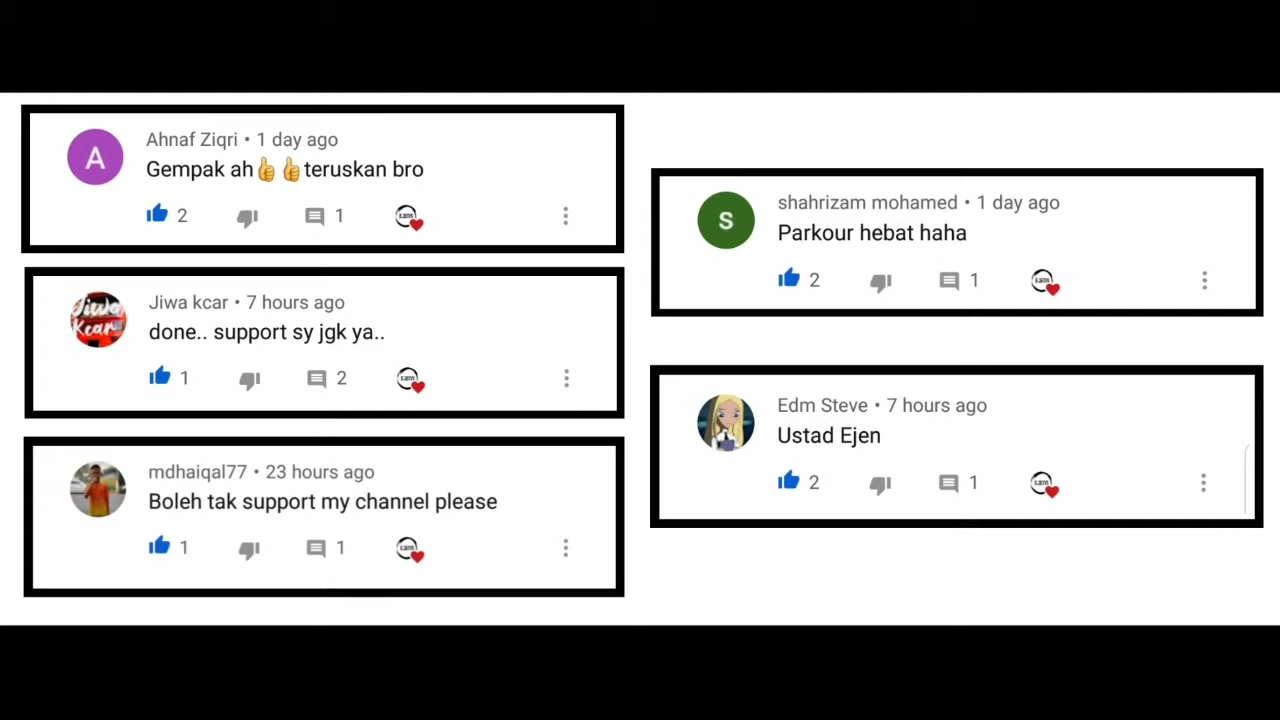 A
Ahnaf Ziqri • 1 day ago
Gempak ah👍👍teruskan bro
2 1
Jiwa Kcar
Jiwa kcar • 7 hours ago
done.. support sy jgk ya..
1 2
mdhaiqal77 • 23 hours ago
Boleh tak support my channel please
1 1
S
shahrizam mohamed • 1 day ago
Parkour hebat haha
2 1
Edm Steve • 7 hours ago
Ustad Ejen
2 1